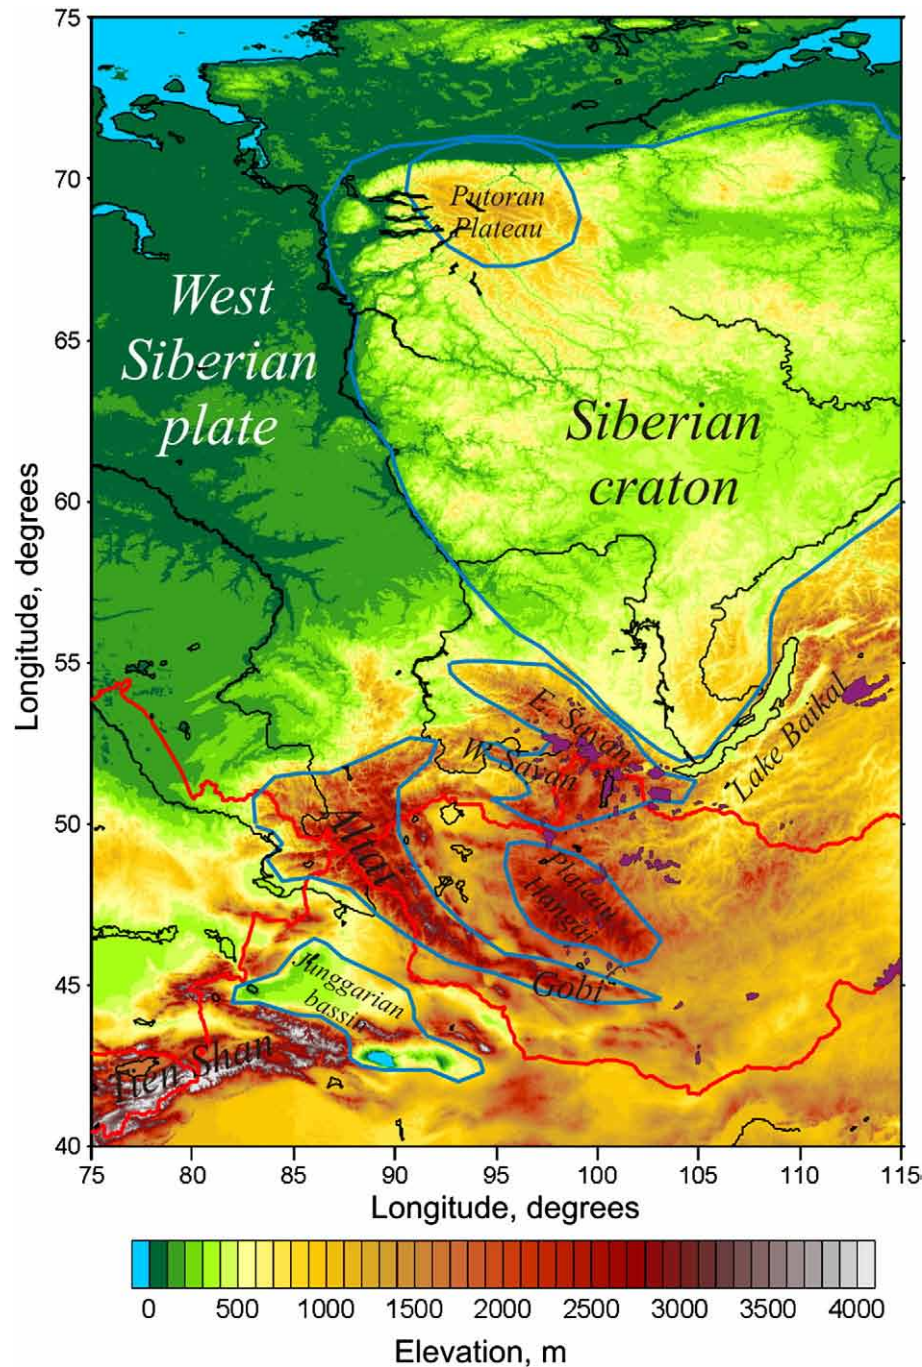 75
70
65
60
55
50
45
40
Longitude, degrees
Putoran
Plateau
West
Siberian
plate
Siberian
craton
E. Sayan
W. Sayan
Lake Baikal
Altai
Plateau
Hangai
Gobi
Junggarian
bassin
Tien Shan
75 80 85 90 95 100 105 110 115
Longitude, degrees
0 500 1000 1500 2000 2500 3000 3500 4000
Elevation, m